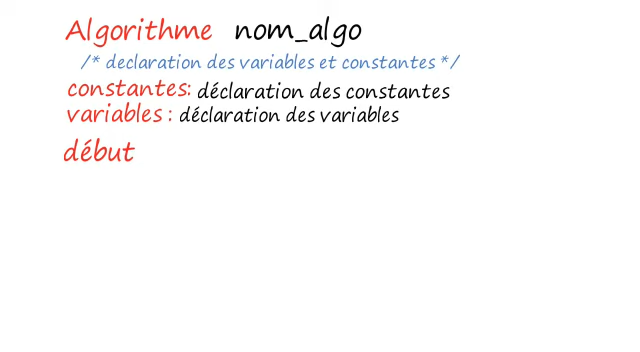 Algorithme nom_algo
/* declaration des variables et constantes */
constantes: déclaration des constantes
variables : déclaration des variables
début